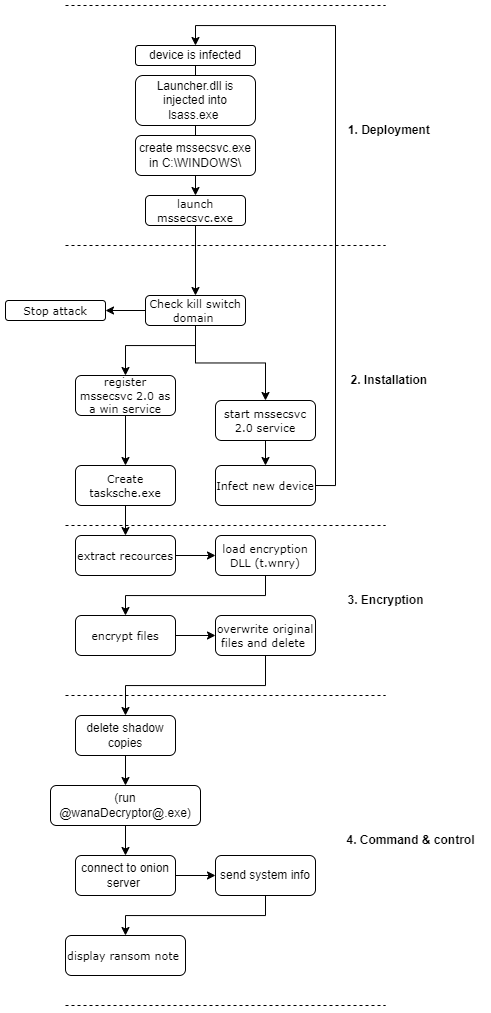 device is infected
Launcher.dll is
injected into
lsass.exe
1. Deployment
create mssecsvc.exe
in C:\WINDOWS\
launch
mssecsvc.exe
Check kill switch
domain
Stop attack
2. Installation
register
mssecsvc 2.0 as
a win service
start mssecsvc
2.0 service
Create
tasksche.exe
Infect new device
extract recources
load encryption
DLL (t.wnry)
3. Encryption
encrypt files
overwrite original
files and delete
delete shadow
copies
(run
@wanaDecryptor@.exe)
4. Command & control
connect to onion
server
send system info
display ransom note